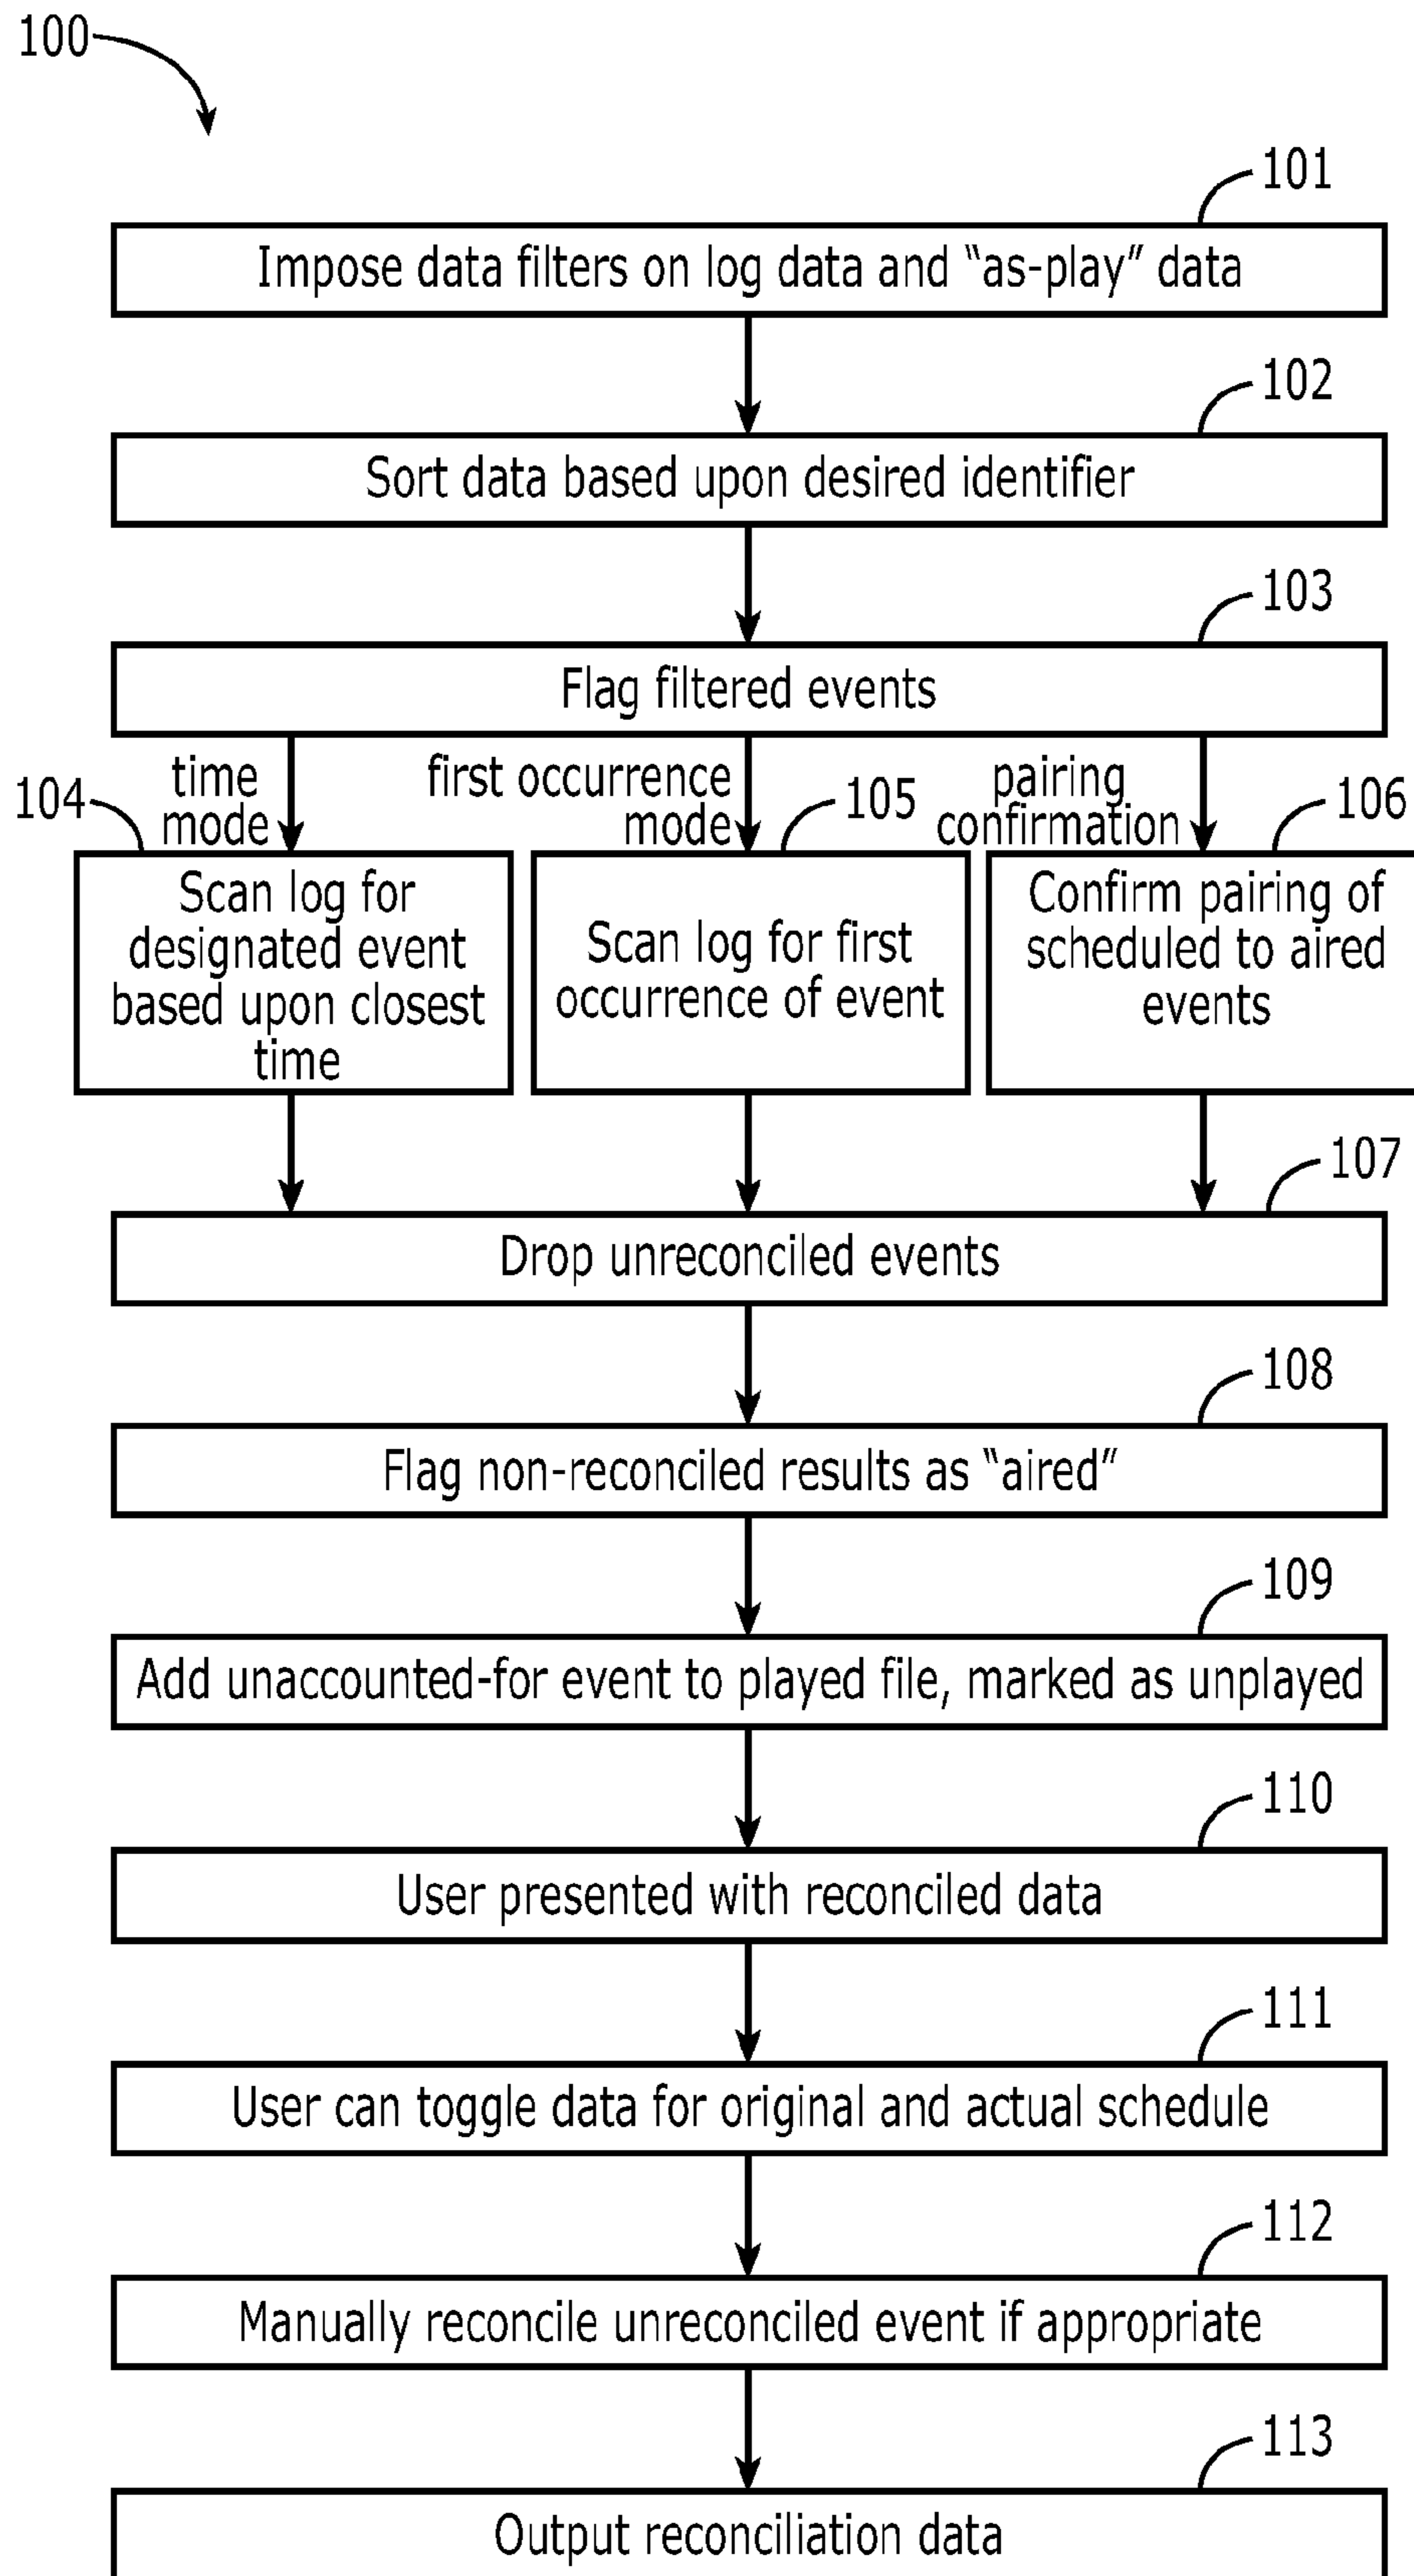 100
101
Impose data filters on log data and “as-play” data
102
Sort data based upon desired identifier
103
Flag filtered events
time
mode
first occurrence
mode
pairing
confirmation
104
105
106
Scan log for
designated event
based upon closest
time
Scan log for first
occurrence of event
Confirm pairing of
scheduled to aired
events
107
Drop unreconciled events
108
Flag non-reconciled results as “aired”
109
Add unaccounted-for event to played file, marked as unplayed
110
User presented with reconciled data
111
User can toggle data for original and actual schedule
112
Manually reconcile unreconciled event if appropriate
113
Output reconciliation data